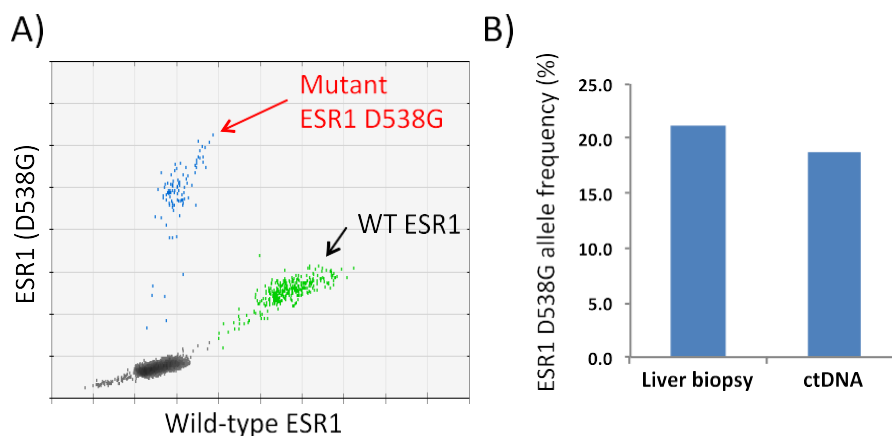 A)
Mutant
ESR1 D538G
WT ESR1
ESR1 (D538G)
Wild-type ESR1
B)
ESR1 D538G allele frequency (%)
25.0
20.0
15.0
10.0
5.0
0.0
Liver biopsy
ctDNA